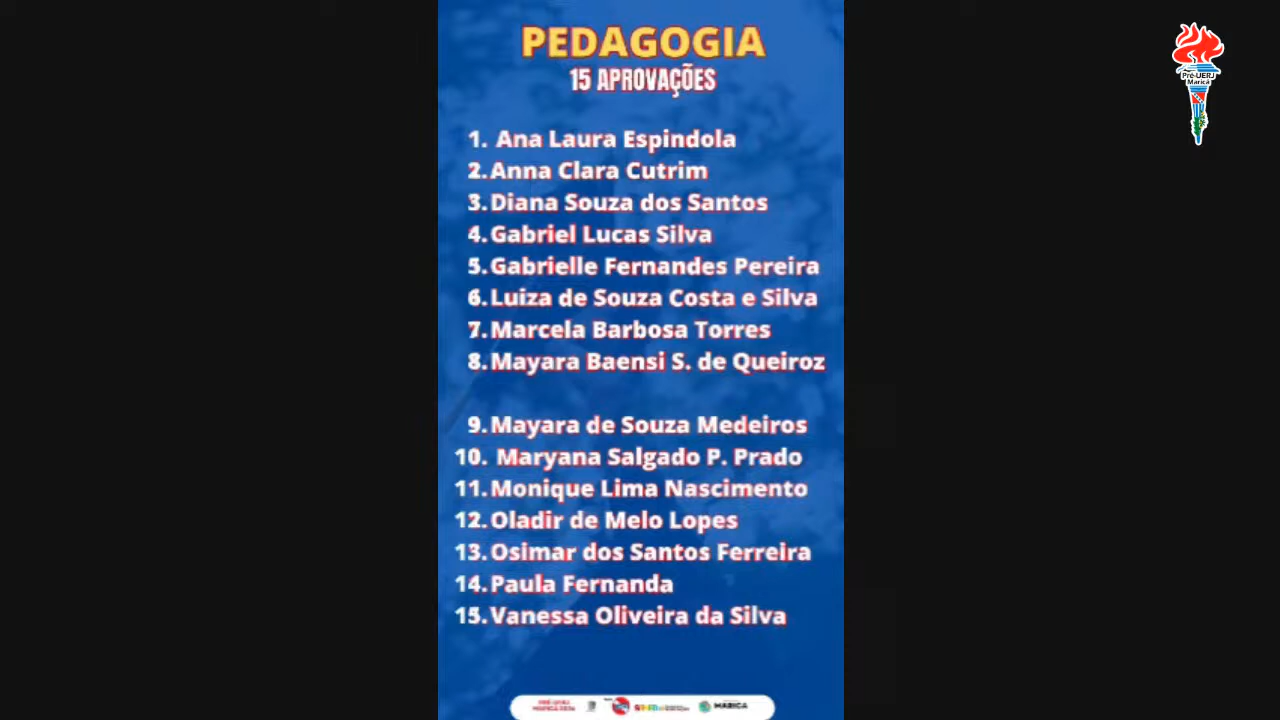 PEDAGOGIA
15 APROVAÇÕES
1. Ana Laura Espindola
2. Anna Clara Cutrim
3. Diana Souza dos Santos
4. Gabriel Lucas Silva
5. Gabrielle Fernandes Pereira
6. Luiza de Souza Costa e Silva
7. Marcela Barbosa Torres
8. Mayara Baensi S. de Queiroz
9. Mayara de Souza Medeiros
10. Maryana Salgado P. Prado
11. Monique Lima Nascimento
12. Oladir de Melo Lopes
13. Osimar dos Santos Ferreira
14. Paula Fernanda
15. Vanessa Oliveira da Silva
Pré-UERJ
Maricá
MARICÁ